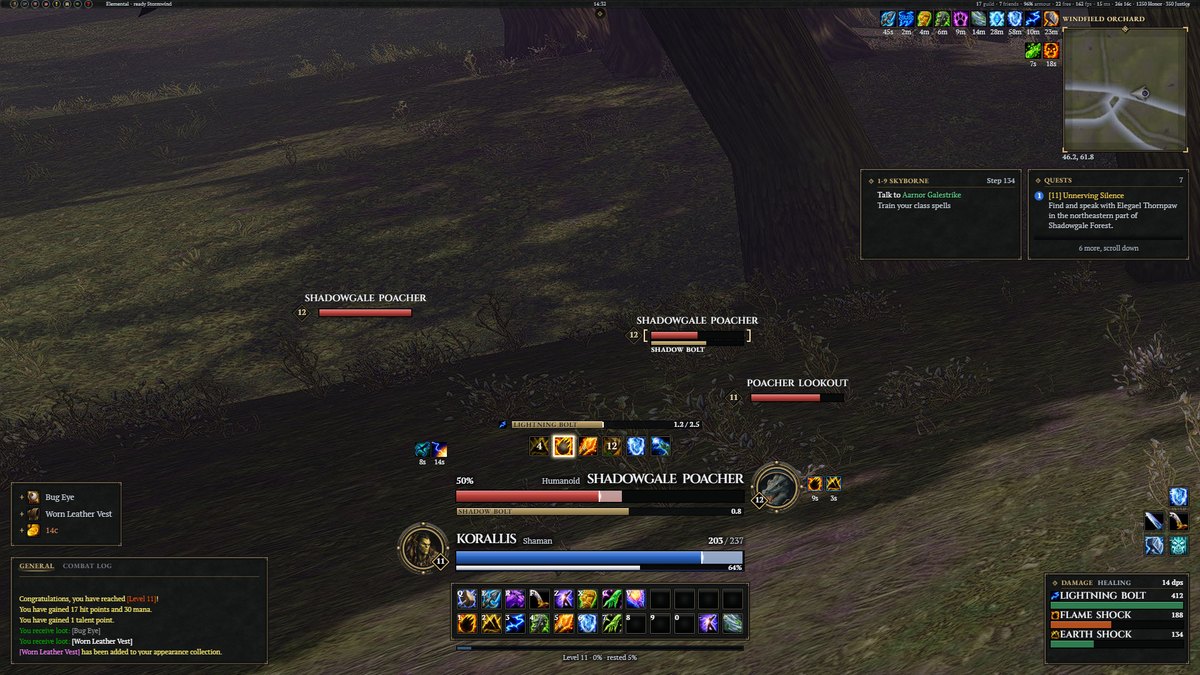 Elemental · ready Stormwind
14:32
17 guild · 7 friends · 96% armour · 22 free · 162 fps · 15 ms · 26s 16c · 1250 Honor · 350 Justice
45s 2m 4m 6m 9m 14m 28m 58m 10m 23m
7s 18s
WINDFIELD ORCHARD
46.2, 61.8
1-9 SKYBORNE Step 134
Talk to Aarnor Galestrike
Train your class spells
QUESTS 7
1 [11] Unnerving Silence
Find and speak with Elegael Thornpaw
in the northeastern part of
Shadowgale Forest.
6 more, scroll down
SHADOWGALE POACHER
12
SHADOWGALE POACHER
12
SHADOW BOLT
POACHER LOOKOUT
11
LIGHTNING BOLT 1.2 / 2.5
4 12
8s 14s
50% Humanoid SHADOWGALE POACHER
12
9s 3s
SHADOW BOLT 0.8
KORALLIS Shaman 203 / 237
11
64%
+ Bug Eye
+ Worn Leather Vest
+ 14c
GENERAL COMBAT LOG
Congratulations, you have reached [Level 11]!
You have gained 17 hit points and 30 mana.
You have gained 1 talent point.
You receive loot: [Bug Eye]
You receive loot: [Worn Leather Vest]
[Worn Leather Vest] has been added to your appearance collection.
8 9 0
Level 11 · 0% · rested 5%
DAMAGE HEALING 14 dps
LIGHTNING BOLT 412
FLAME SHOCK 188
EARTH SHOCK 134